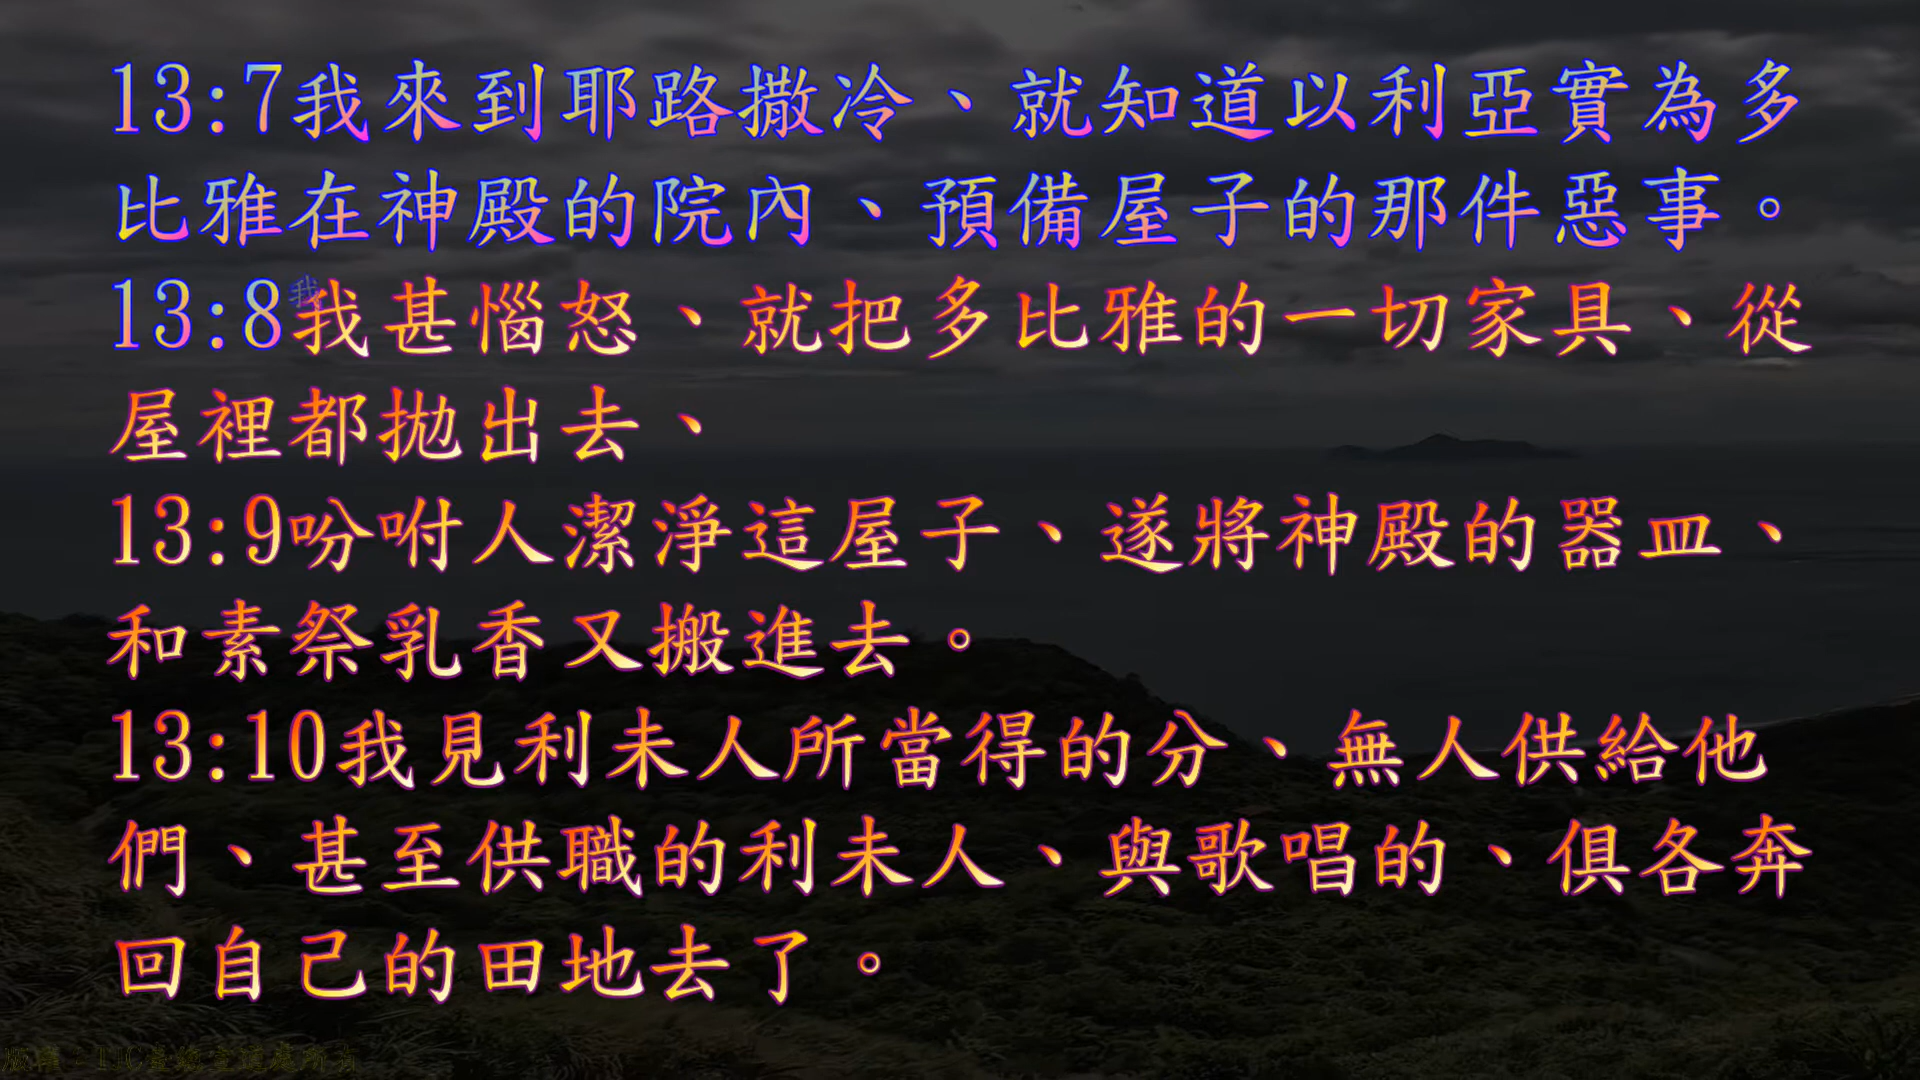 13:7我來到耶路撒冷、就知道以利亞實為多
比雅在神殿的院內、預備屋子的那件惡事。
13:8我甚惱怒、就把多比雅的一切家具、從
屋裡都拋出去、
13:9吩咐人潔淨這屋子、遂將神殿的器皿、
和素祭乳香又搬進去。
13:10我見利未人所當得的分、無人供給他
們、甚至供職的利未人、與歌唱的、俱各奔
回自己的田地去了。